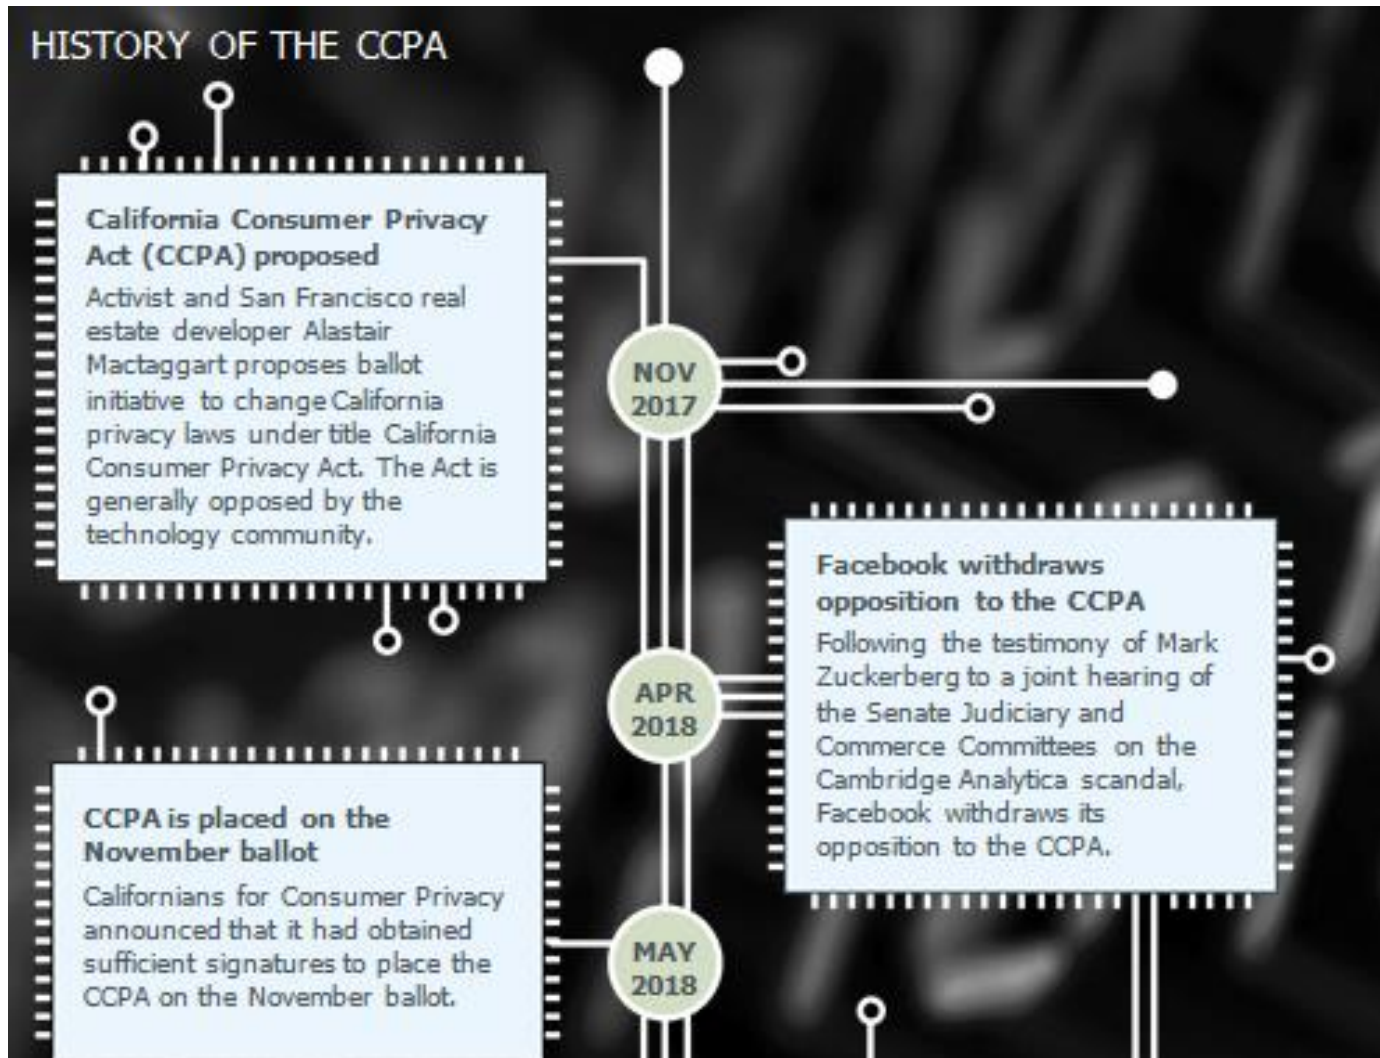 HISTORY OF THE CCPA
California Consumer Privacy
Act (CCPA) proposed
Activist and San Francisco real
estate developer Alastair
Mactaggart proposes ballot
initiative to change California
privacy laws under title California
Consumer Privacy Act. The Act is
generally opposed by the
technology community.
NOV
2017
Facebook withdraws
opposition to the CCPA
Following the testimony of Mark
Zuckerberg to a joint hearing of
the Senate Judiciary and
Commerce Committees on the
Cambridge Analytica scandal,
Facebook withdraws its
opposition to the CCPA.
APR
2018
CCPA is placed on the
November ballot
Californians for Consumer Privacy
announced that it had obtained
sufficient signatures to place the
CCPA on the November ballot.
MAY
2018